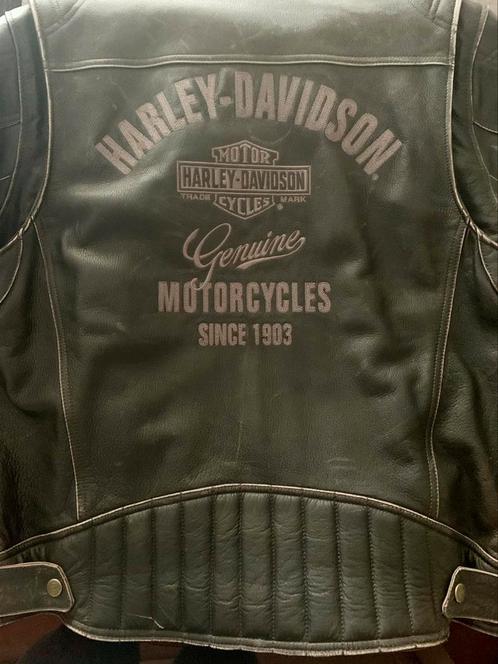 HARLEY-DAVIDSON®
MOTOR
HARLEY-DAVIDSON
TRADE MARK
CYCLES ®
Genuine
MOTORCYCLES
SINCE 1903